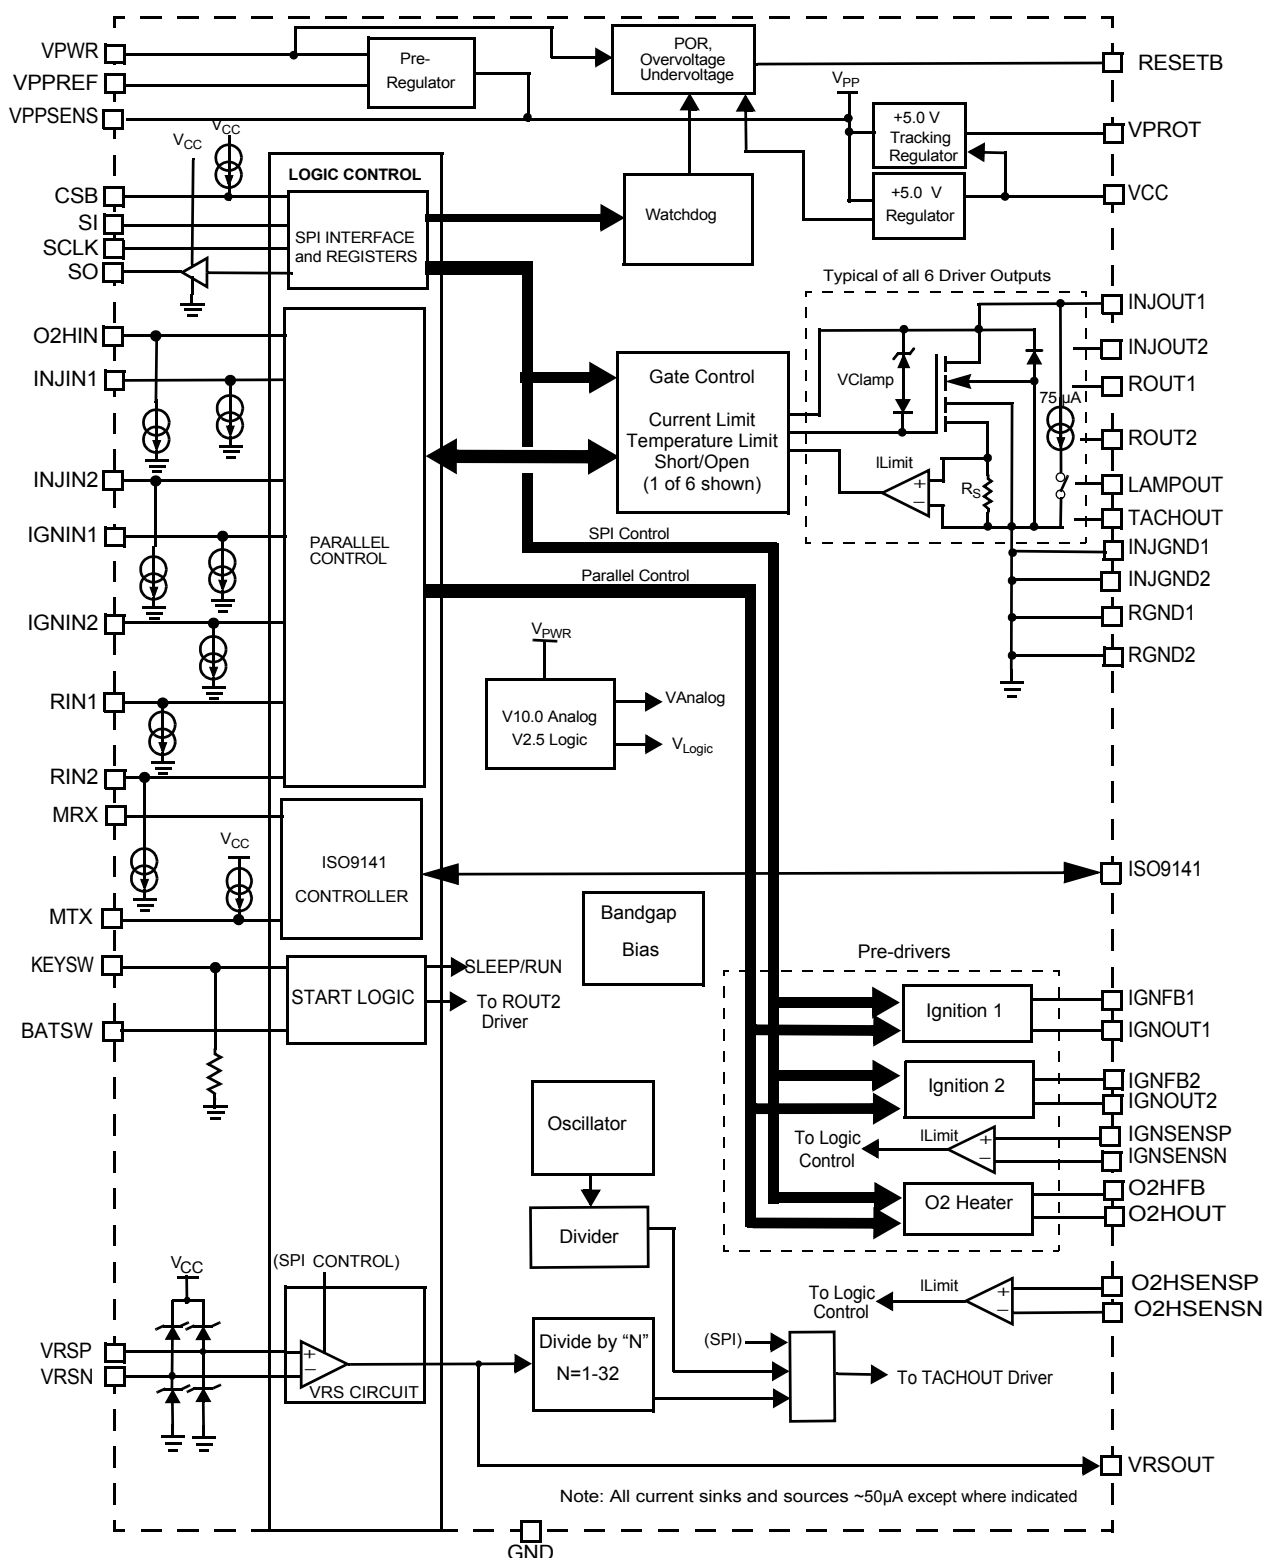 VPWR
VPPREF
VPPSENS
CSB
SI
SCLK
SO
O2HIN
INJIN1
INJIN2
IGNIN1
IGNIN2
RIN1
RIN2
MRX
MTX
KEYSW
BATSW
VRSP
VRSN
Pre-
Regulator
POR,
Overvoltage
Undervoltage
VPP
+5.0 V
Tracking
Regulator
+5.0 V
Regulator
RESETB
VPROT
VCC
VCC
VCC
LOGIC CONTROL
SPI INTERFACE
and REGISTERS
Watchdog
Typical of all 6 Driver Outputs
Gate Control
Current Limit
Temperature Limit
Short/Open
(1 of 6 shown)
VClamp
75 µA
ILimit
+
−
RS
INJOUT1
INJOUT2
ROUT1
ROUT2
LAMPOUT
TACHOUT
INJGND1
INJGND2
RGND1
RGND2
PARALLEL
CONTROL
SPI Control
Parallel Control
VPWR
V10.0 Analog
V2.5 Logic
VAnalog
VLogic
VCC
ISO9141
CONTROLLER
ISO9141
Bandgap
Bias
START LOGIC
SLEEP/RUN
To ROUT2
Driver
Pre-drivers
Ignition 1
Ignition 2
To Logic
Control
ILimit
+
−
O2 Heater
IGNFB1
IGNOUT1
IGNFB2
IGNOUT2
IGNSENSP
IGNSENSN
O2HFB
O2HOUT
Oscillator
Divider
VCC
(SPI CONTROL)
+
−
VRS CIRCUIT
Divide by “N”
N=1-32
(SPI)
To TACHOUT Driver
To Logic
Control
ILimit
+
−
O2HSENSP
O2HSENSN
VRSOUT
Note: All current sinks and sources ~50µA except where indicated
GND